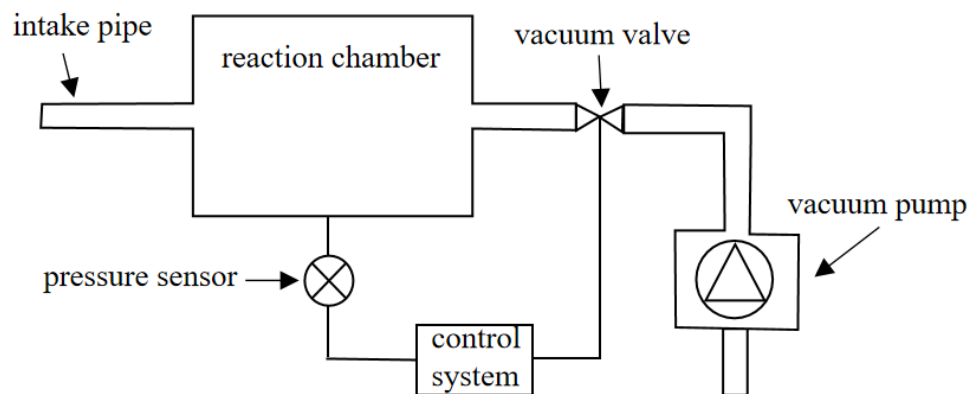 intake pipe
reaction chamber
vacuum valve
vacuum pump
pressure sensor
control
system